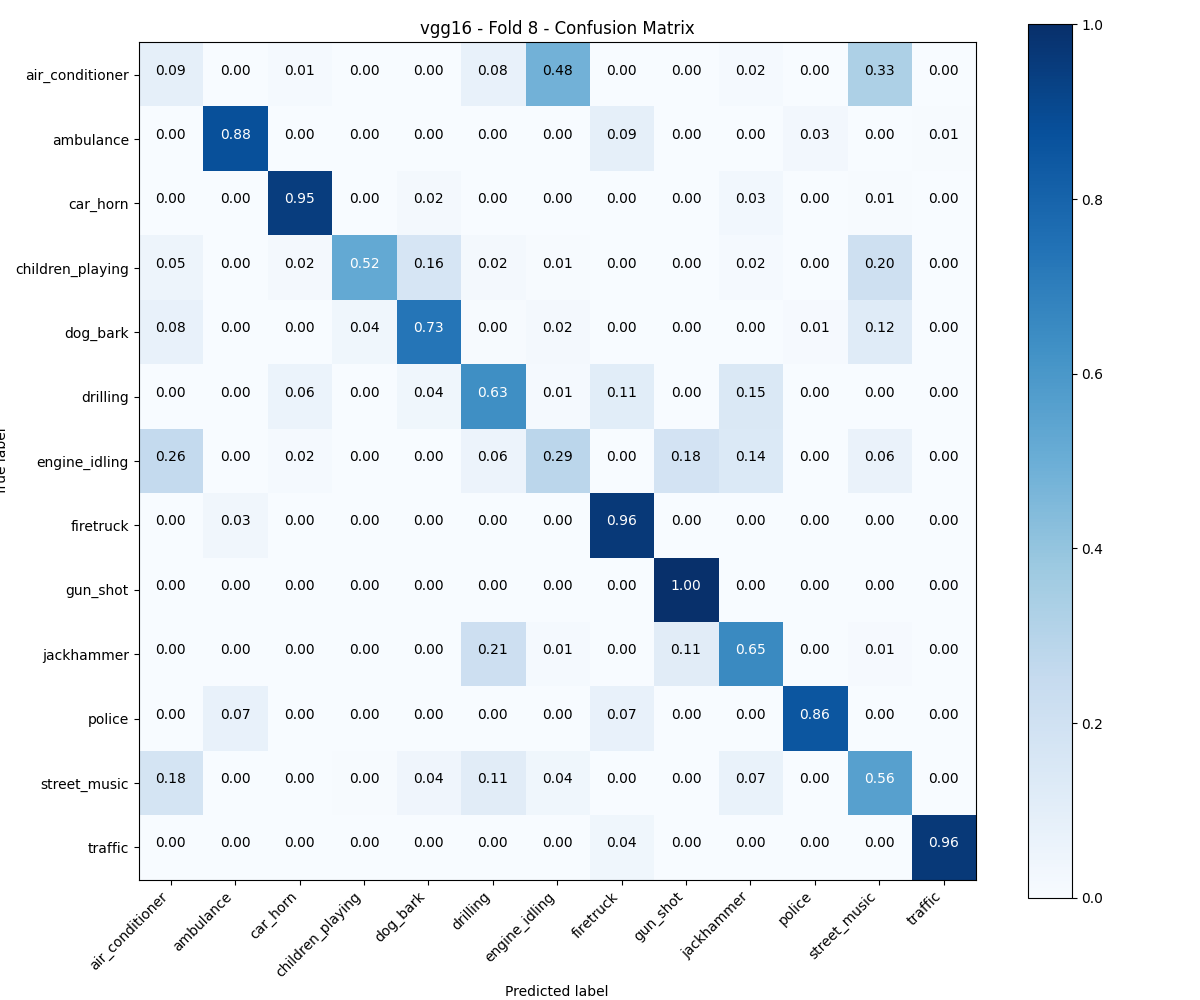 vgg16 - Fold 8 - Confusion Matrix
air_conditioner 0.09 0.00 0.01 0.00 0.00 0.08 0.48 0.00 0.00 0.02 0.00 0.33 0.00
ambulance 0.00 0.88 0.00 0.00 0.00 0.00 0.00 0.09 0.00 0.00 0.03 0.00 0.01
car_horn 0.00 0.00 0.95 0.00 0.02 0.00 0.00 0.00 0.00 0.03 0.00 0.01 0.00
children_playing 0.05 0.00 0.02 0.52 0.16 0.02 0.01 0.00 0.00 0.02 0.00 0.20 0.00
dog_bark 0.08 0.00 0.00 0.04 0.73 0.00 0.02 0.00 0.00 0.00 0.01 0.12 0.00
drilling 0.00 0.00 0.06 0.00 0.04 0.63 0.01 0.11 0.00 0.15 0.00 0.00 0.00
engine_idling 0.26 0.00 0.02 0.00 0.00 0.06 0.29 0.00 0.18 0.14 0.00 0.06 0.00
firetruck 0.00 0.03 0.00 0.00 0.00 0.00 0.00 0.96 0.00 0.00 0.00 0.00 0.00
gun_shot 0.00 0.00 0.00 0.00 0.00 0.00 0.00 0.00 1.00 0.00 0.00 0.00 0.00
jackhammer 0.00 0.00 0.00 0.00 0.00 0.21 0.01 0.00 0.11 0.65 0.00 0.01 0.00
police 0.00 0.07 0.00 0.00 0.00 0.00 0.00 0.07 0.00 0.00 0.86 0.00 0.00
street_music 0.18 0.00 0.00 0.00 0.04 0.11 0.04 0.00 0.00 0.07 0.00 0.56 0.00
traffic 0.00 0.00 0.00 0.00 0.00 0.00 0.00 0.04 0.00 0.00 0.00 0.00 0.96
air_conditioner ambulance car_horn children_playing dog_bark drilling engine_idling firetruck gun_shot jackhammer police street_music traffic
Predicted label
1.0
0.8
0.6
0.4
0.2
0.0